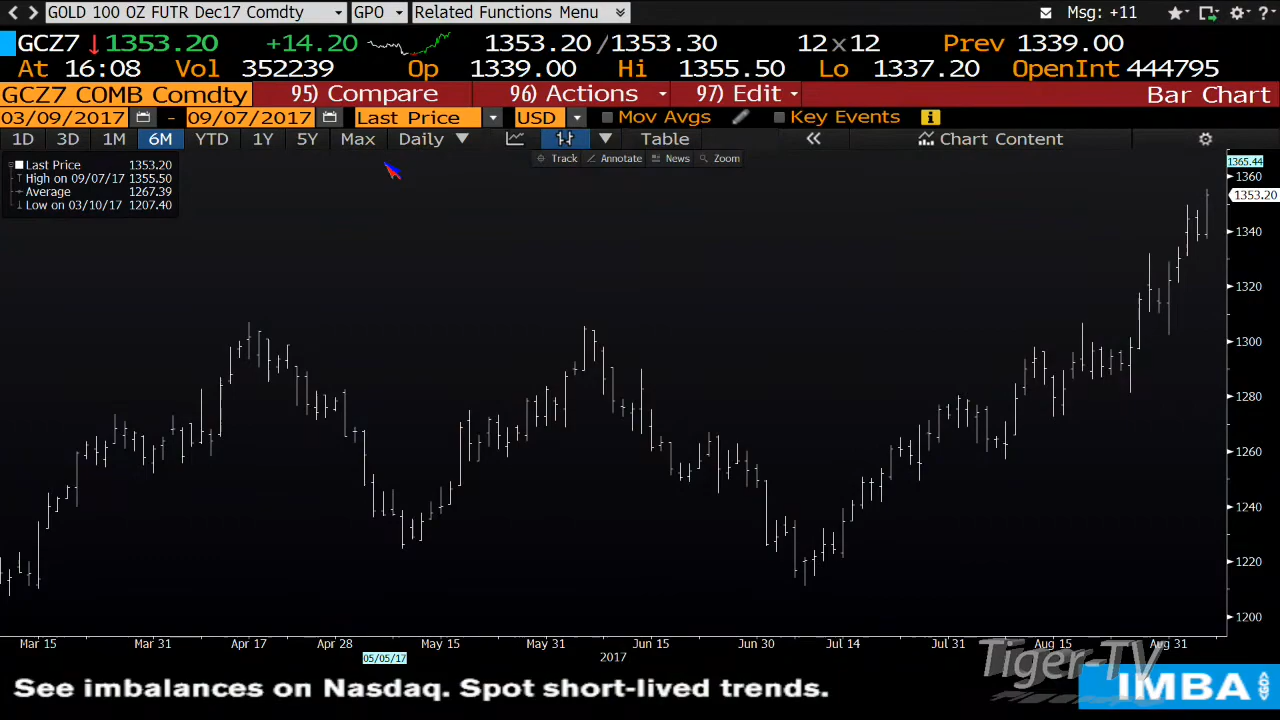 GOLD 100 OZ FUTR Dec17 Comdty GPO Related Functions Menu Msg: +11
GCZ7 1353.20 +14.20 1353.20/1353.30 12x12 Prev 1339.00
At 16:08 Vol 352239 Op 1339.00 Hi 1355.50 Lo 1337.20 OpenInt 444795
GCZ7 COMB Comdty 95) Compare 96) Actions 97) Edit Bar Chart
03/09/2017 - 09/07/2017 Last Price USD Mov Avgs Key Events
1D 3D 1M 6M YTD 1Y 5Y Max Daily Table Chart Content
Track Annotate News Zoom
Last Price 1353.20
High on 09/07/17 1355.50
Average 1267.39
Low on 03/10/17 1207.40
1365.44
1360
1353.20
1340
1320
1300
1280
1260
1240
1220
1200
Mar 15 Mar 31 Apr 17 Apr 28 May 15 May 31 Jun 15 Jun 30 Jul 14 Jul 31 Aug 15 Aug 31
05/05/17 2017
Tiger-TV
See imbalances on Nasdaq. Spot short-lived trends.
IMBA